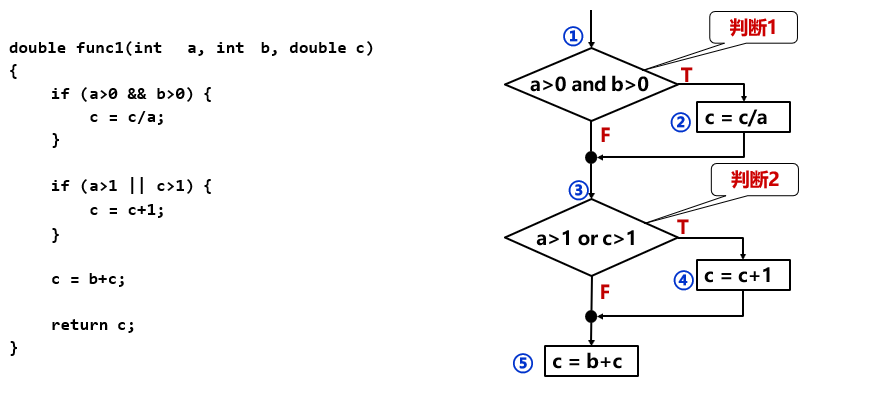 double func1(int a, int b, double c)
{
if (a>0 && b>0) {
c = c/a;
}
if (a>1 || c>1) {
c = c+1;
}
c = b+c;
return c;
}
①
判断1
a>0 and b>0
T
②
c = c/a
F
③
判断2
a>1 or c>1
T
④
c = c+1
F
⑤
c = b+c